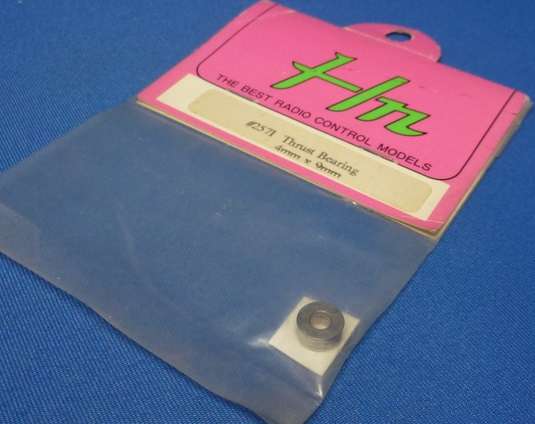 Hn
THE BEST RADIO CONTROL MODELS
#2571 Thrust Bearing
4mm x 9mm